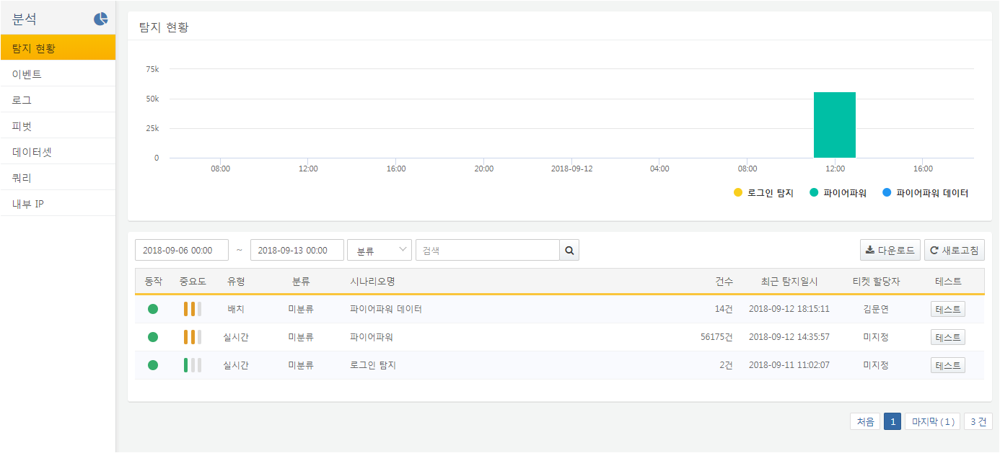 분석
탐지 현황
이벤트
로그
피벗
데이터셋
쿼리
내부 IP
탐지 현황
75k
50k
25k
0
08:00 12:00 16:00 20:00 2018-09-12 04:00 08:00 12:00 16:00
로그인 탐지 파이어파워 파이어파워 데이터
2018-09-06 00:00 ~ 2018-09-13 00:00 분류 검색 다운로드 새로고침
동작 중요도 유형 분류 시나리오명 건수 최근 탐지일시 티켓 할당자 테스트
배치 미분류 파이어파워 데이터 14건 2018-09-12 18:15:11 김문연 테스트
실시간 미분류 파이어파워 56175건 2018-09-12 14:35:57 미지정 테스트
실시간 미분류 로그인 탐지 2건 2018-09-11 11:02:07 미지정 테스트
처음 1 마지막 ( 1 ) 3 건